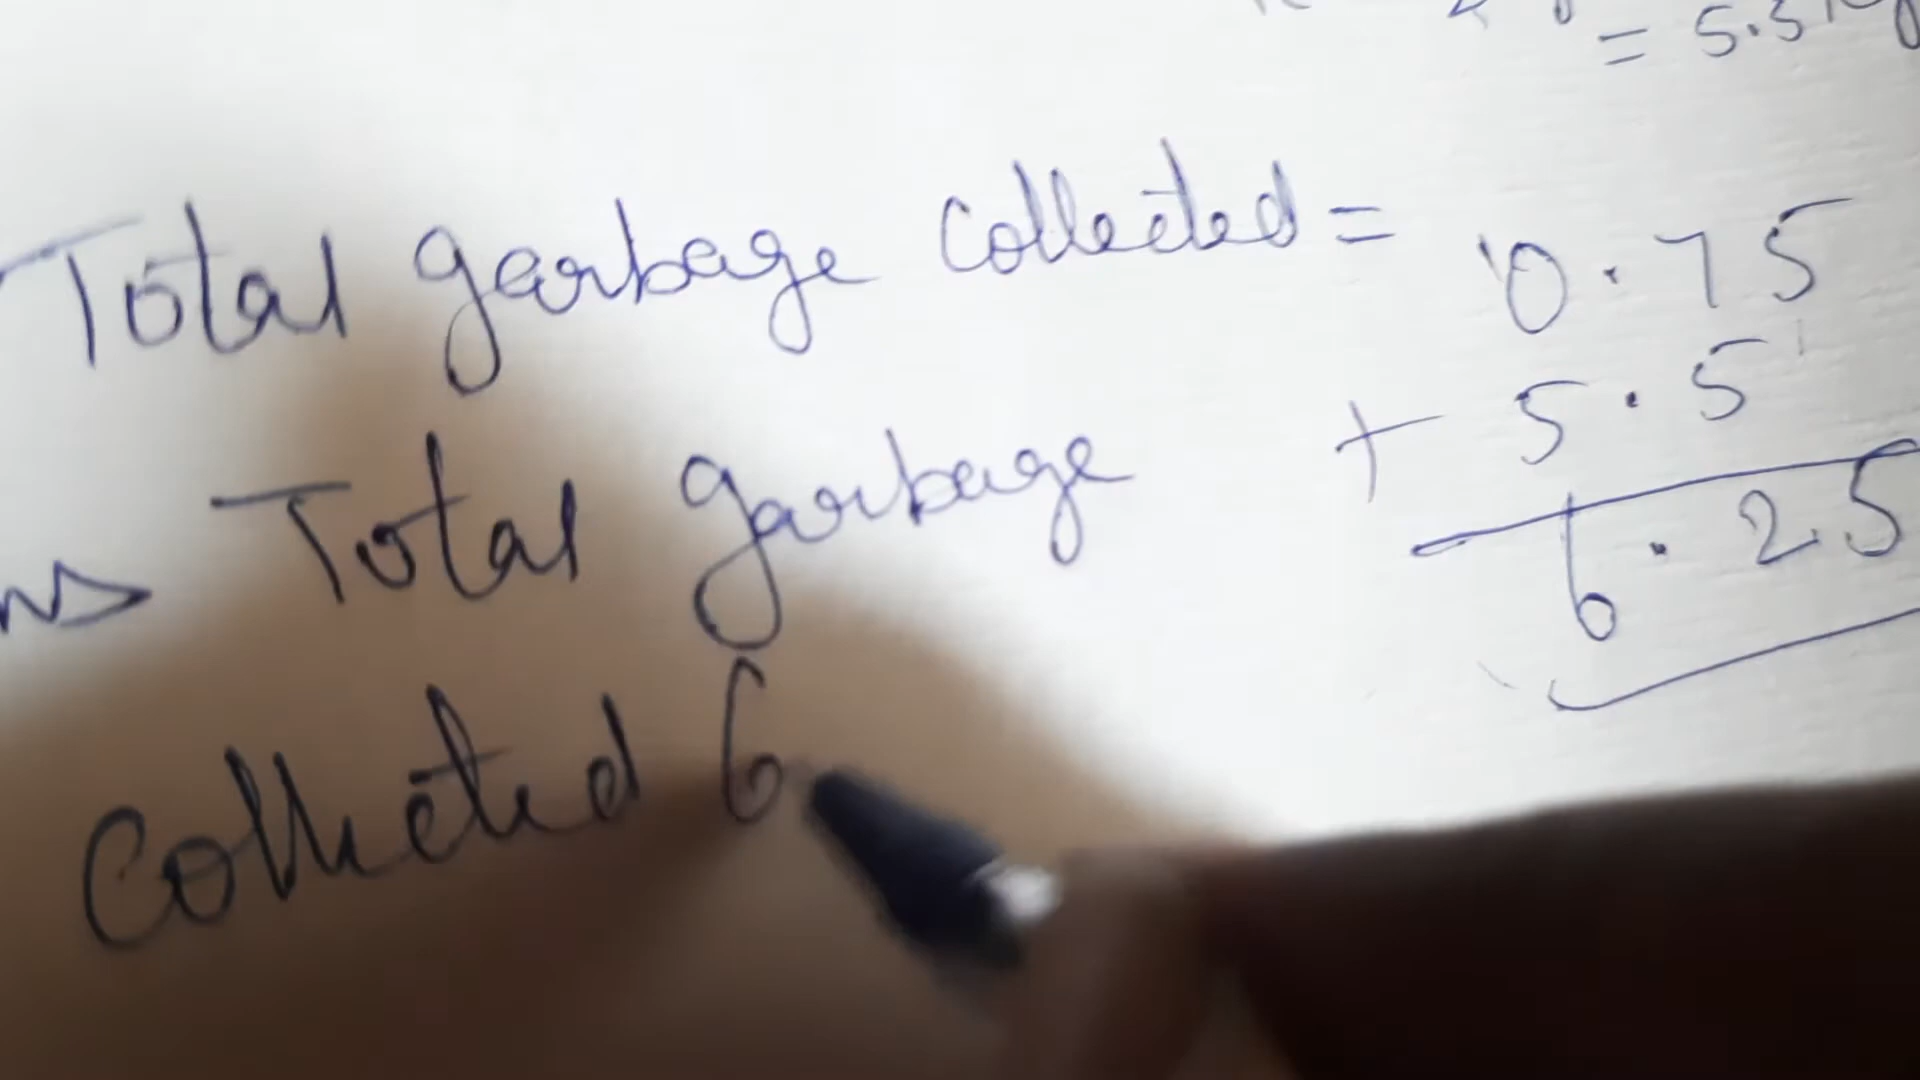 = 5.5
Total garbage collected = 0.75
+ 5.5
6.25
Total garbage
collected 6